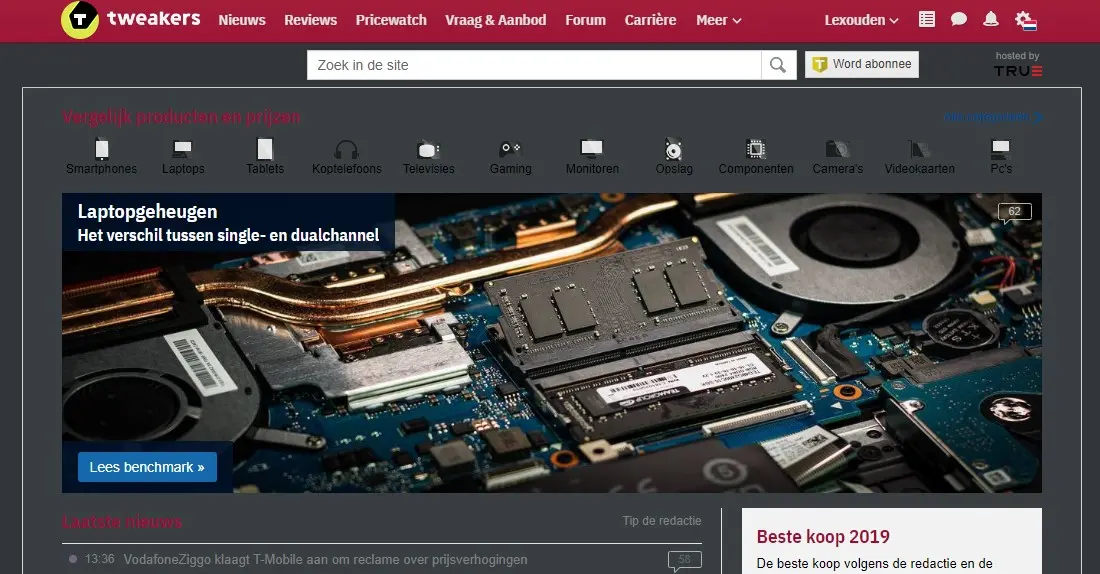 tweakers Nieuws Reviews Pricewatch Vraag & Aanbod Forum Carrière Meer Lexouden
Zoek in de site
Word abonnee
hosted by
TRUE
Vergelijk producten en prijzen
Smartphones Laptops Tablets Koptelefoons Televisies Gaming Monitoren Opslag Componenten Camera's Videokaarten Pc's
Laptopgeheugen
62
Het verschil tussen single- en dualchannel
TEAMGROUP
Lees benchmark »
Laatste nieuws
Tip de redactie
13:36 VodafoneZiggo klaagt T-Mobile aan om reclame over prijsverhogingen
58
Beste koop 2019
De beste koop volgens de redactie en de